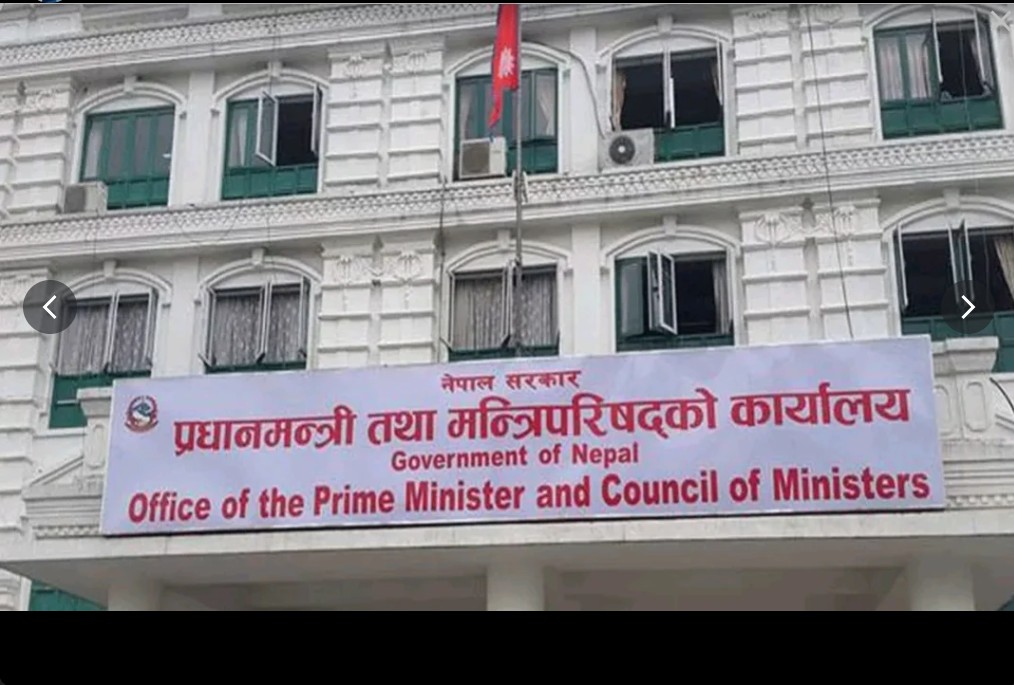 नेपाल सरकार
प्रधानमन्त्री तथा मन्त्रिपरिषद्को कार्यालय
Government of Nepal
Office of the Prime Minister and Council of Ministers